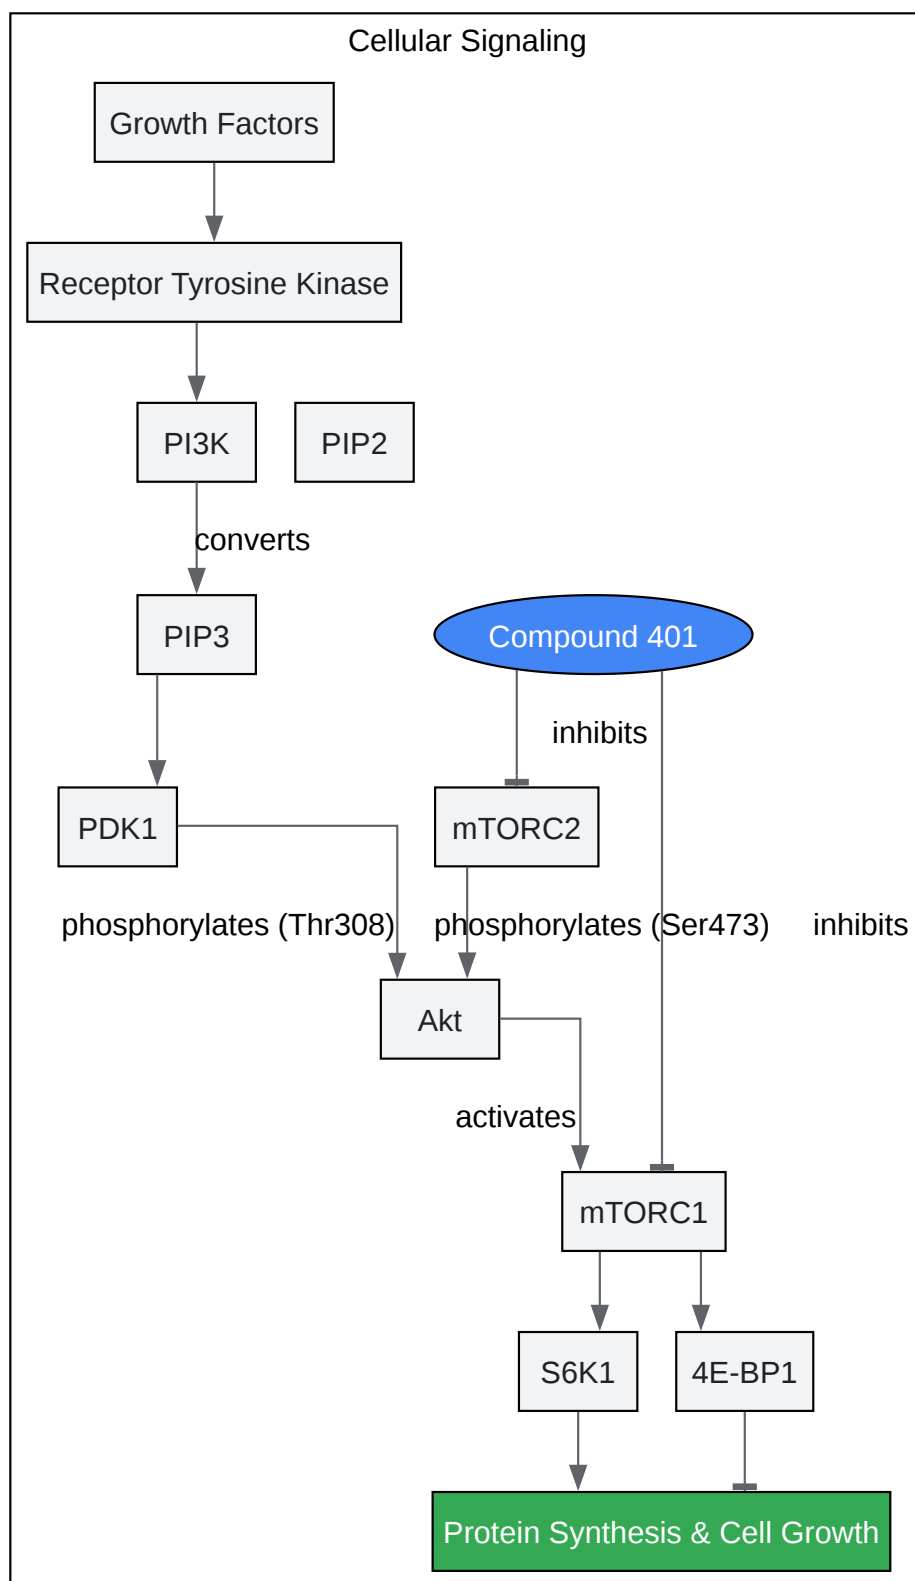 Cellular Signaling
Growth Factors
Receptor Tyrosine Kinase
PI3K
PIP2
converts
PIP3
Compound 401
inhibits
PDK1
mTORC2
phosphorylates (Thr308)
phosphorylates (Ser473)
inhibits
Akt
activates
mTORC1
S6K1
4E-BP1
Protein Synthesis & Cell Growth